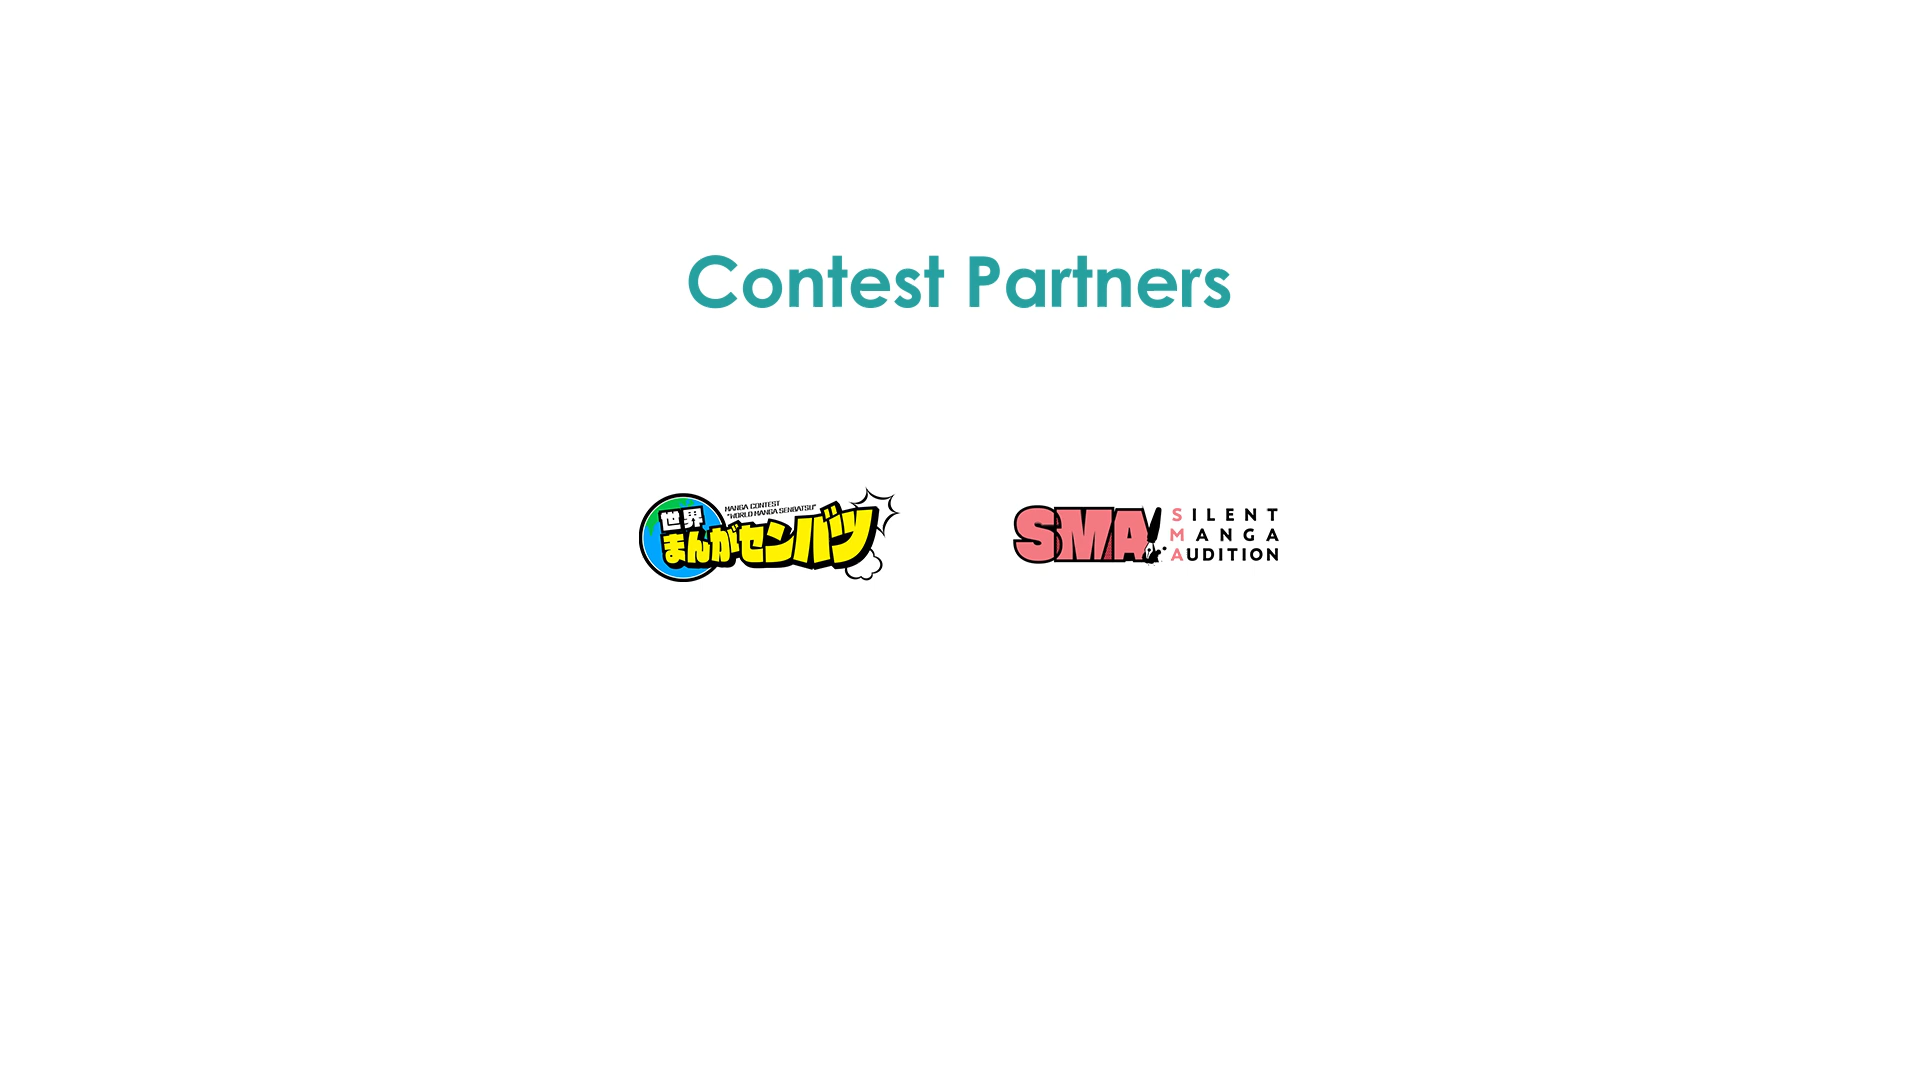 Contest Partners
MANGA CONTEST
"WORLD MANGA SENBATSU"
世界
まんがセンバツ
SMA
SILENT
MANGA
AUDITION